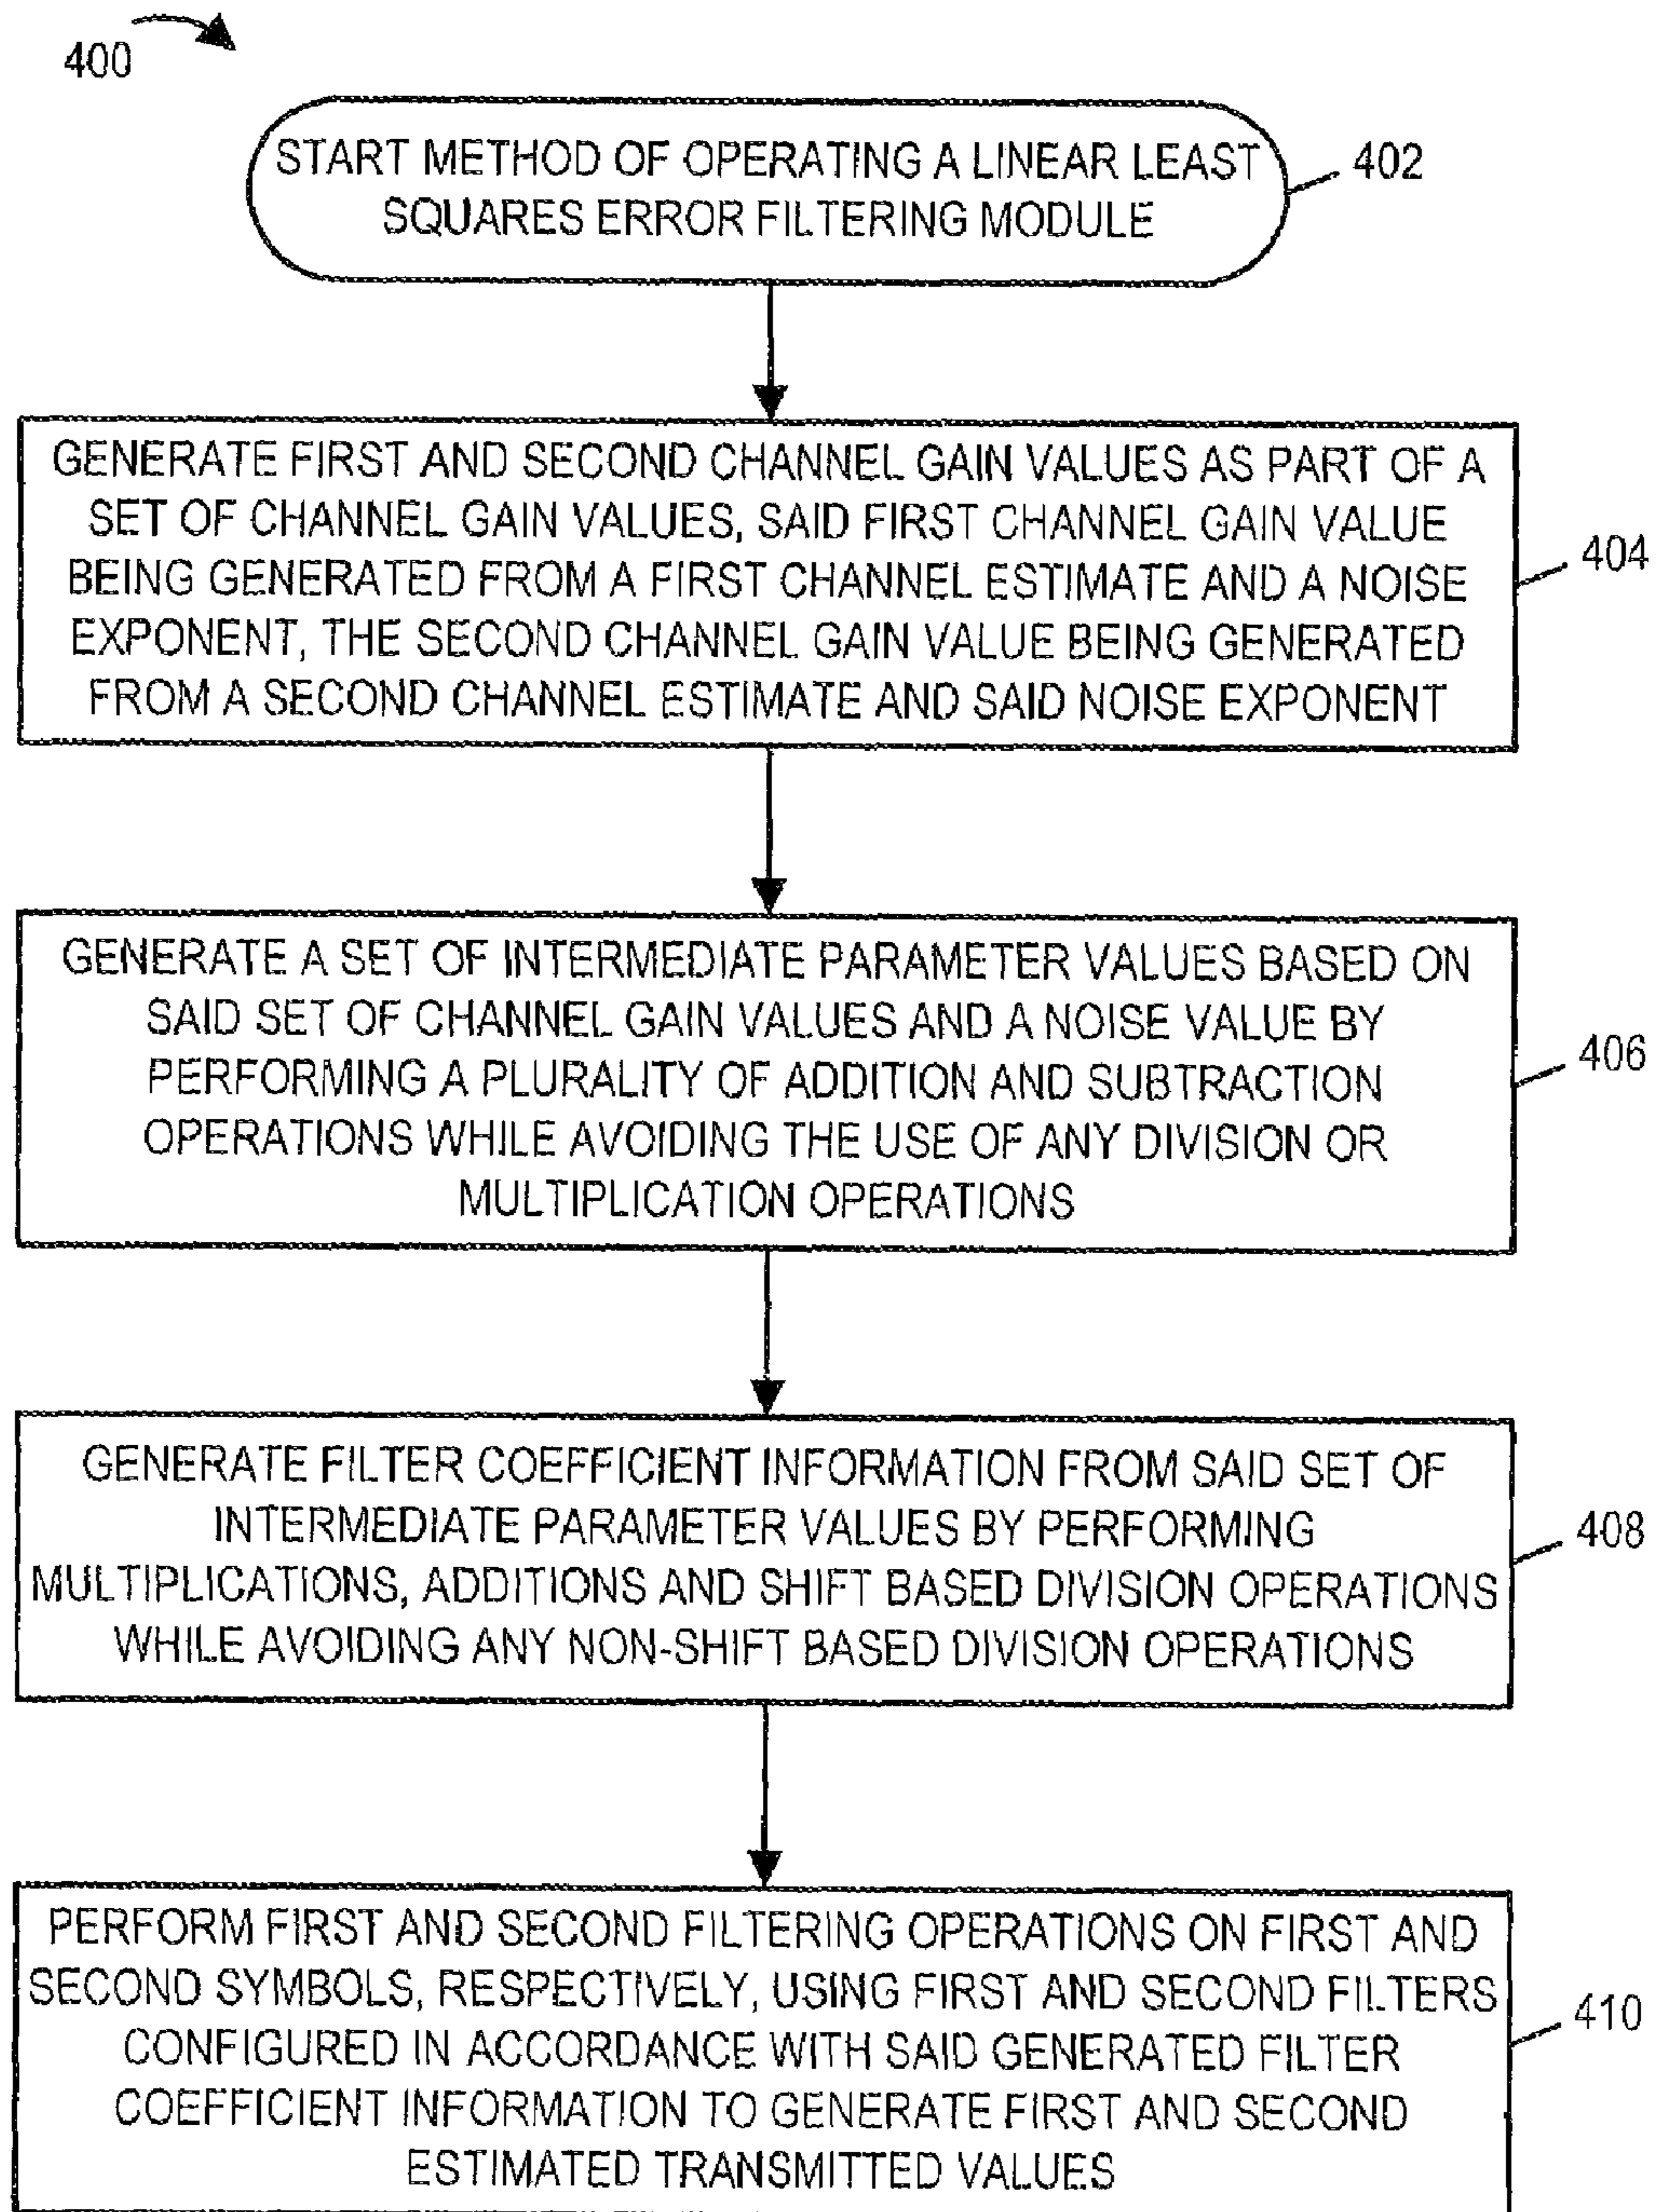 400
START METHOD OF OPERATING A LINEAR LEAST
SQUARES ERROR FILTERING MODULE
402
GENERATE FIRST AND SECOND CHANNEL GAIN VALUES AS PART OF A
SET OF CHANNEL GAIN VALUES, SAID FIRST CHANNEL GAIN VALUE
BEING GENERATED FROM A FIRST CHANNEL ESTIMATE AND A NOISE
EXPONENT, THE SECOND CHANNEL GAIN VALUE BEING GENERATED
FROM A SECOND CHANNEL ESTIMATE AND SAID NOISE EXPONENT
404
GENERATE A SET OF INTERMEDIATE PARAMETER VALUES BASED ON
SAID SET OF CHANNEL GAIN VALUES AND A NOISE VALUE BY
PERFORMING A PLURALITY OF ADDITION AND SUBTRACTION
OPERATIONS WHILE AVOIDING THE USE OF ANY DIVISION OR
MULTIPLICATION OPERATIONS
406
GENERATE FILTER COEFFICIENT INFORMATION FROM SAID SET OF
INTERMEDIATE PARAMETER VALUES BY PERFORMING
MULTIPLICATIONS, ADDITIONS AND SHIFT BASED DIVISION OPERATIONS
WHILE AVOIDING ANY NON-SHIFT BASED DIVISION OPERATIONS
408
PERFORM FIRST AND SECOND FILTERING OPERATIONS ON FIRST AND
SECOND SYMBOLS, RESPECTIVELY, USING FIRST AND SECOND FILTERS
CONFIGURED IN ACCORDANCE WITH SAID GENERATED FILTER
COEFFICIENT INFORMATION TO GENERATE FIRST AND SECOND
ESTIMATED TRANSMITTED VALUES
410